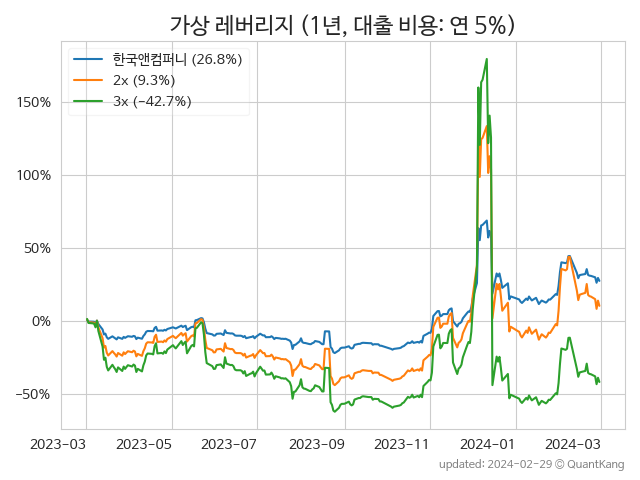 가상 레버리지 (1년, 대출 비용: 연 5%)
한국앤컴퍼니 (26.8%)
2x (9.3%)
3x (−42.7%)
150%
100%
50%
0%
−50%
2023-03 2023-05 2023-07 2023-09 2023-11 2024-01 2024-03
updated: 2024-02-29 © QuantKang